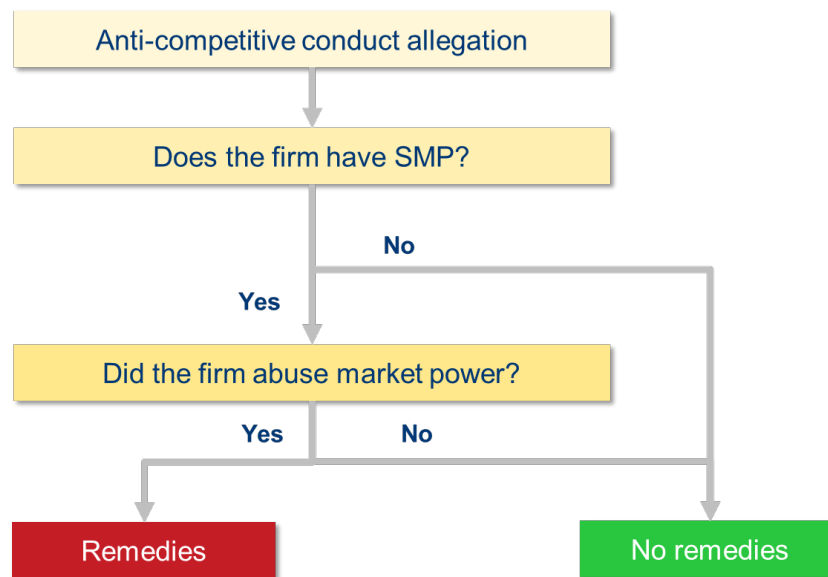 Anti-competitive conduct allegation
Does the firm have SMP?
No
Yes
Did the firm abuse market power?
Yes
No
Remedies
No remedies